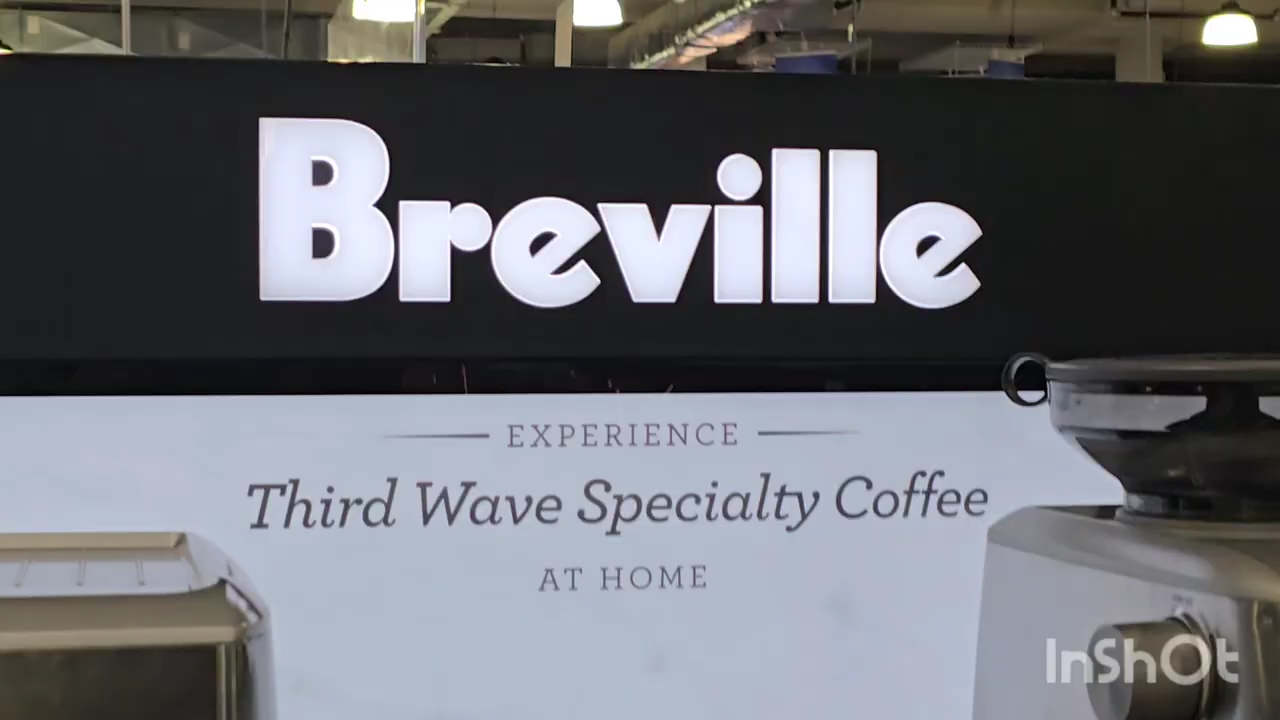 Breville
EXPERIENCE
Third Wave Specialty Coffee
AT HOME
InShOt